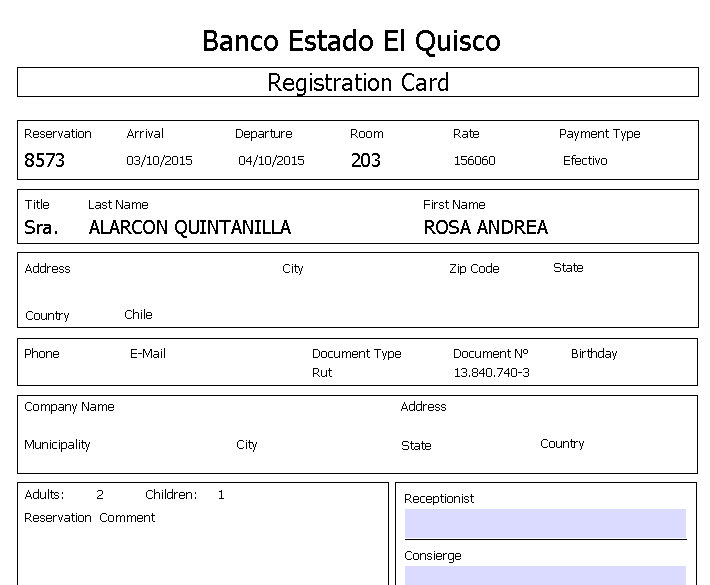 Banco Estado El Quisco
Registration Card
Reservation Arrival Departure Room Rate Payment Type
8573 03/10/2015 04/10/2015 203 156060 Efectivo
Title Last Name First Name
Sra. ALARCON QUINTANILLA ROSA ANDREA
Address City Zip Code State
Country Chile
Phone E-Mail Document Type Document Nº Birthday
Rut 13.840.740-3
Company Name Address
Municipality City State Country
Adults: 2 Children: 1
Reservation Comment
Receptionist
Consierge